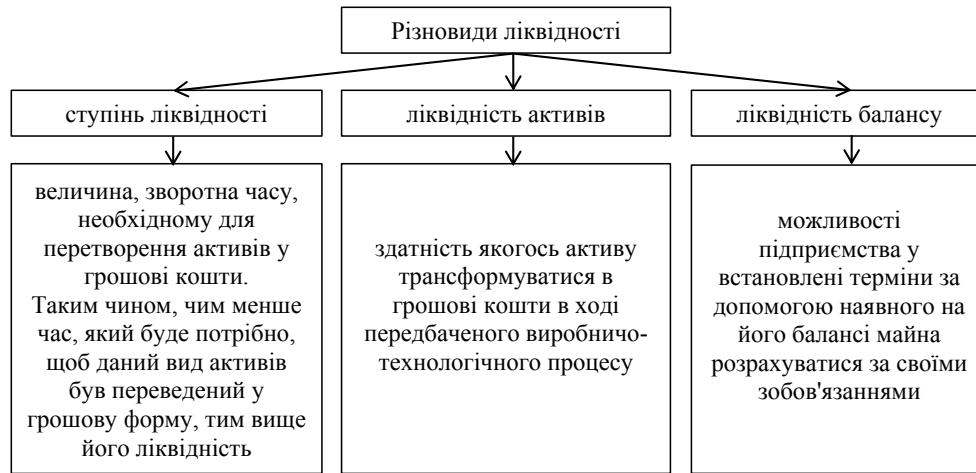 Різновиди ліквідності
ступінь ліквідності
ліквідність активів
ліквідність балансу
величина, зворотна часу,
необхідному для
перетворення активів у
грошові кошти.
Таким чином, чим менше
час, який буде потрібно,
щоб даний вид активів
був переведений у
грошову форму, тим вище
його ліквідність
здатність якогось активу
трансформуватися в
грошові кошти в ході
передбаченого виробничо-
технологічного процесу
можливості
підприємства у
встановлені терміни за
допомогою наявного на
його балансі майна
розрахуватися за своїми
зобов'язаннями